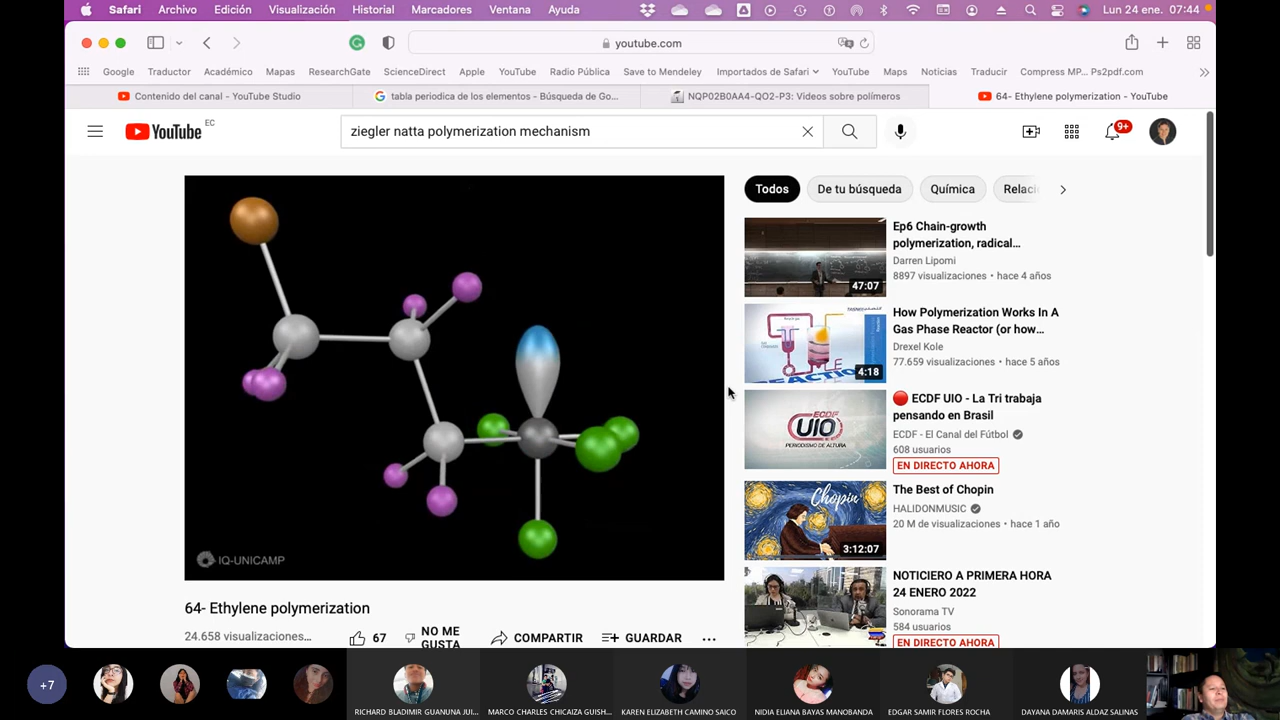 Safari Archivo Edición Visualización Historial Marcadores Ventana Ayuda Lun 24 ene. 07:44
youtube.com
Google Traductor Académico Mapas ResearchGate ScienceDirect Apple YouTube Radio Pública Save to Mendeley Importados de Safari YouTube Maps Noticias Traducir Compress MP... Ps2pdf.com
Contenido del canal - YouTube Studio
tabla periodica de los elementos - Búsqueda de Go...
NQP02B0AA4-QO2-P3: Videos sobre polímeros
64- Ethylene polymerization - YouTube
YouTube EC
ziegler natta polymerization mechanism
9+
Todos De tu búsqueda Química Relaci
Ep6 Chain-growth
polymerization, radical...
Darren Lipomi
8897 visualizaciones • hace 4 años
47:07
How Polymerization Works In A
Gas Phase Reactor (or how...
Drexel Kole
77.659 visualizaciones • hace 5 años
4:18
ECDF UIO - La Tri trabaja
pensando en Brasil
ECDF - El Canal del Fútbol
608 usuarios
EN DIRECTO AHORA
ECDF
UIO
PERIODISMO DE ALTURA
The Best of Chopin
HALIDONMUSIC
20 M de visualizaciones • hace 1 año
Chopin
3:12:07
NOTICIERO A PRIMERA HORA
24 ENERO 2022
Sonorama TV
584 usuarios
EN DIRECTO AHORA
IQ-UNICAMP
64- Ethylene polymerization
24.658 visualizaciones...
67
NO ME
GUSTA
COMPARTIR
GUARDAR
+7
RICHARD BLADIMIR GUANUNA JUI...
MARCO CHARLES CHICAIZA GUISH...
KAREN ELIZABETH CAMINO SAICO
NIDIA ELIANA BAYAS MANOBANDA
EDGAR SAMIR FLORES ROCHA
DAYANA DAMARIS ALDAZ SALINAS